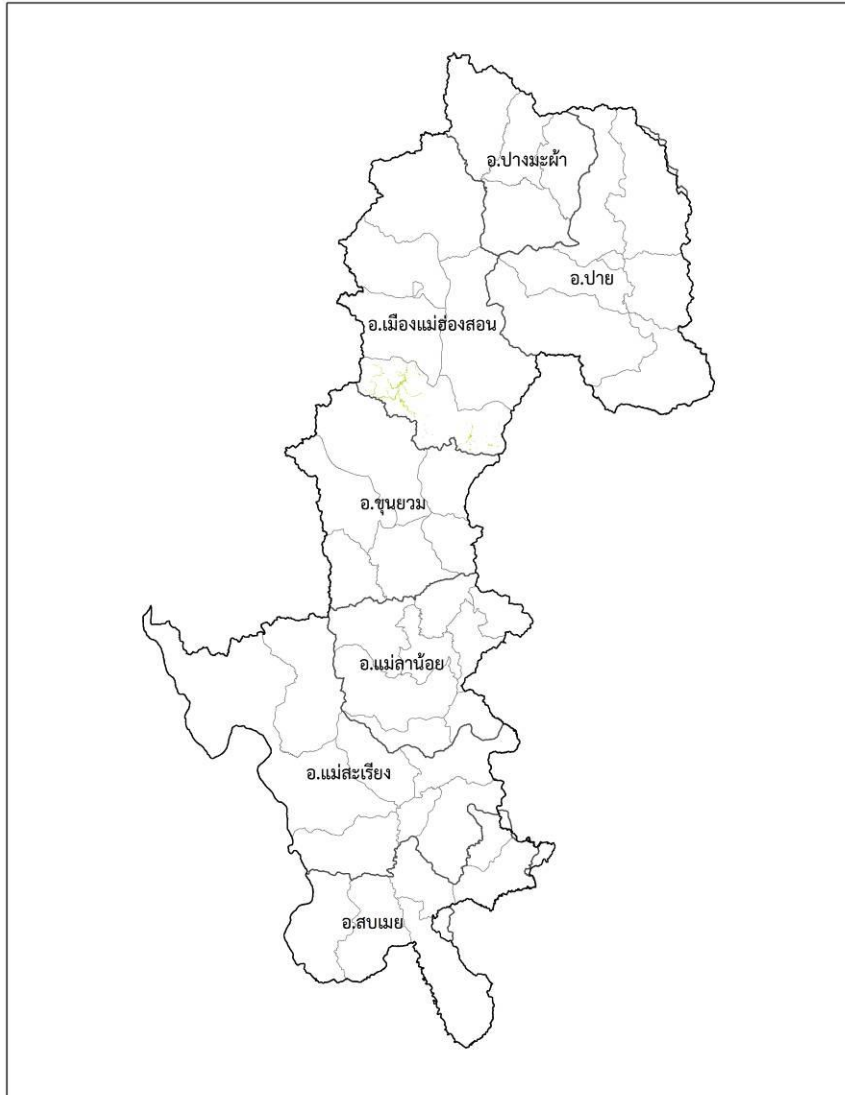 อ.ปางมะผ้า
อ.ปาย
อ.เมืองแม่ฮ่องสอน
อ.ขุนยวม
อ.แม่ลาน้อย
อ.แม่สะเรียง
อ.สบเมย